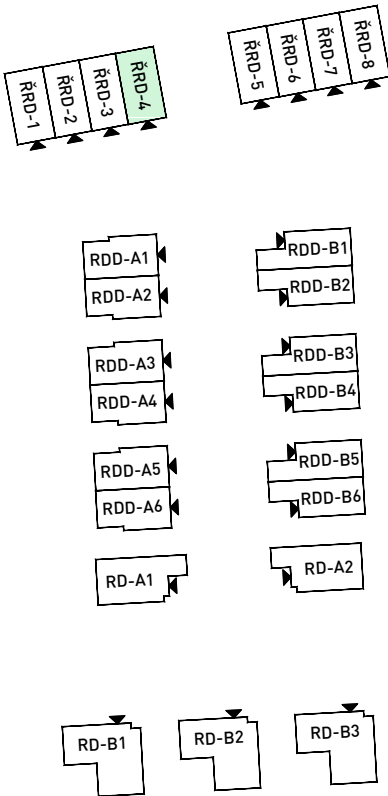 ŘRD-1
ŘRD-2
ŘRD-3
ŘRD-4
ŘRD-5
ŘRD-6
ŘRD-7
ŘRD-8
RDD-A1
RDD-A2
RDD-B1
RDD-B2
RDD-A3
RDD-A4
RDD-B3
RDD-B4
RDD-A5
RDD-A6
RDD-B5
RDD-B6
RD-A1
RD-A2
RD-B1
RD-B2
RD-B3